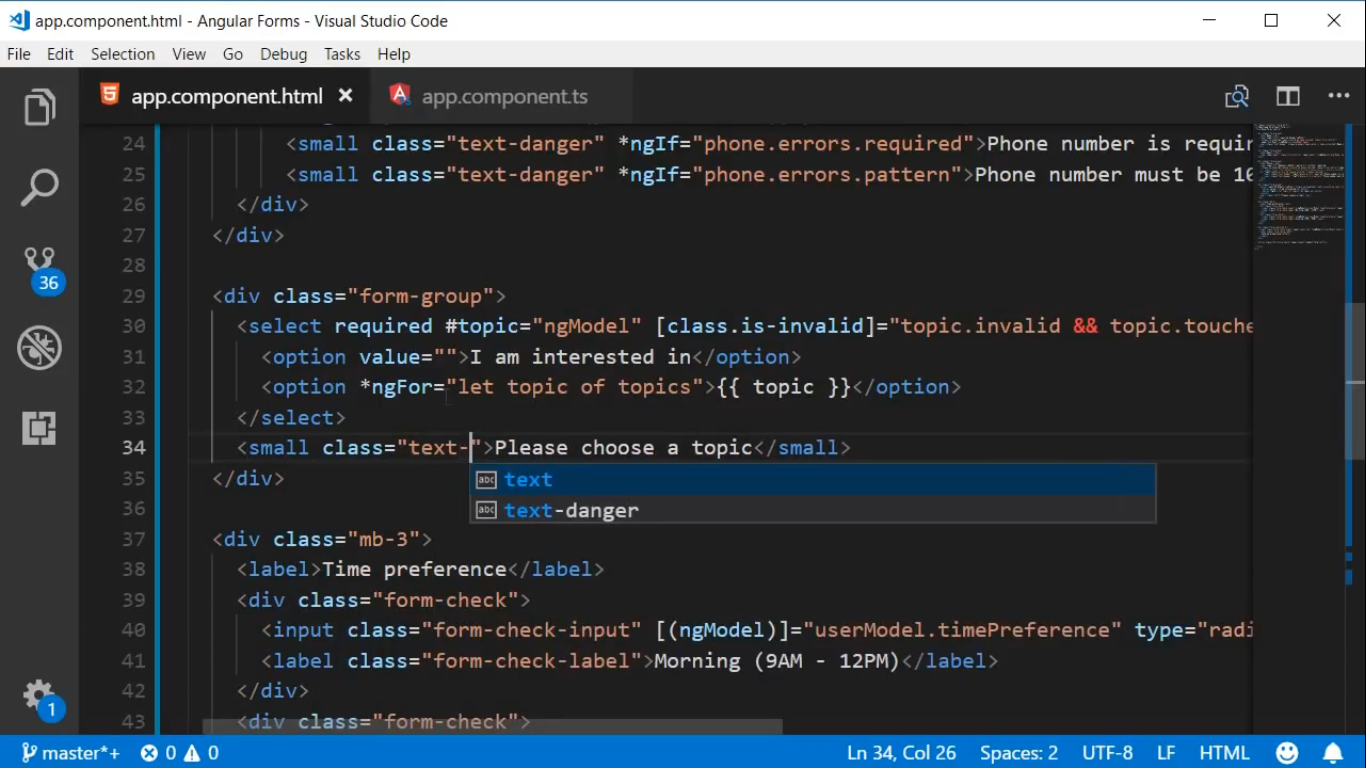 app.component.html - Angular Forms - Visual Studio Code
File Edit Selection View Go Debug Tasks Help
app.component.html app.component.ts
24 <small class="text-danger" *ngIf="phone.errors.required">Phone number is requir
25 <small class="text-danger" *ngIf="phone.errors.pattern">Phone number must be 10
26 </div>
27 </div>
28
29 <div class="form-group">
30 <select required #topic="ngModel" [class.is-invalid]="topic.invalid && topic.touche
31 <option value="">I am interested in</option>
32 <option *ngFor="let topic of topics">{{ topic }}</option>
33 </select>
34 <small class="text-">Please choose a topic</small>
35 </div>
abc text
36
abc text-danger
37 <div class="mb-3">
38 <label>Time preference</label>
39 <div class="form-check">
40 <input class="form-check-input" [(ngModel)]="userModel.timePreference" type="radi
41 <label class="form-check-label">Morning (9AM - 12PM)</label>
42 </div>
43 <div class="form-check">
36
1
master*+ 0 0 Ln 34, Col 26 Spaces: 2 UTF-8 LF HTML